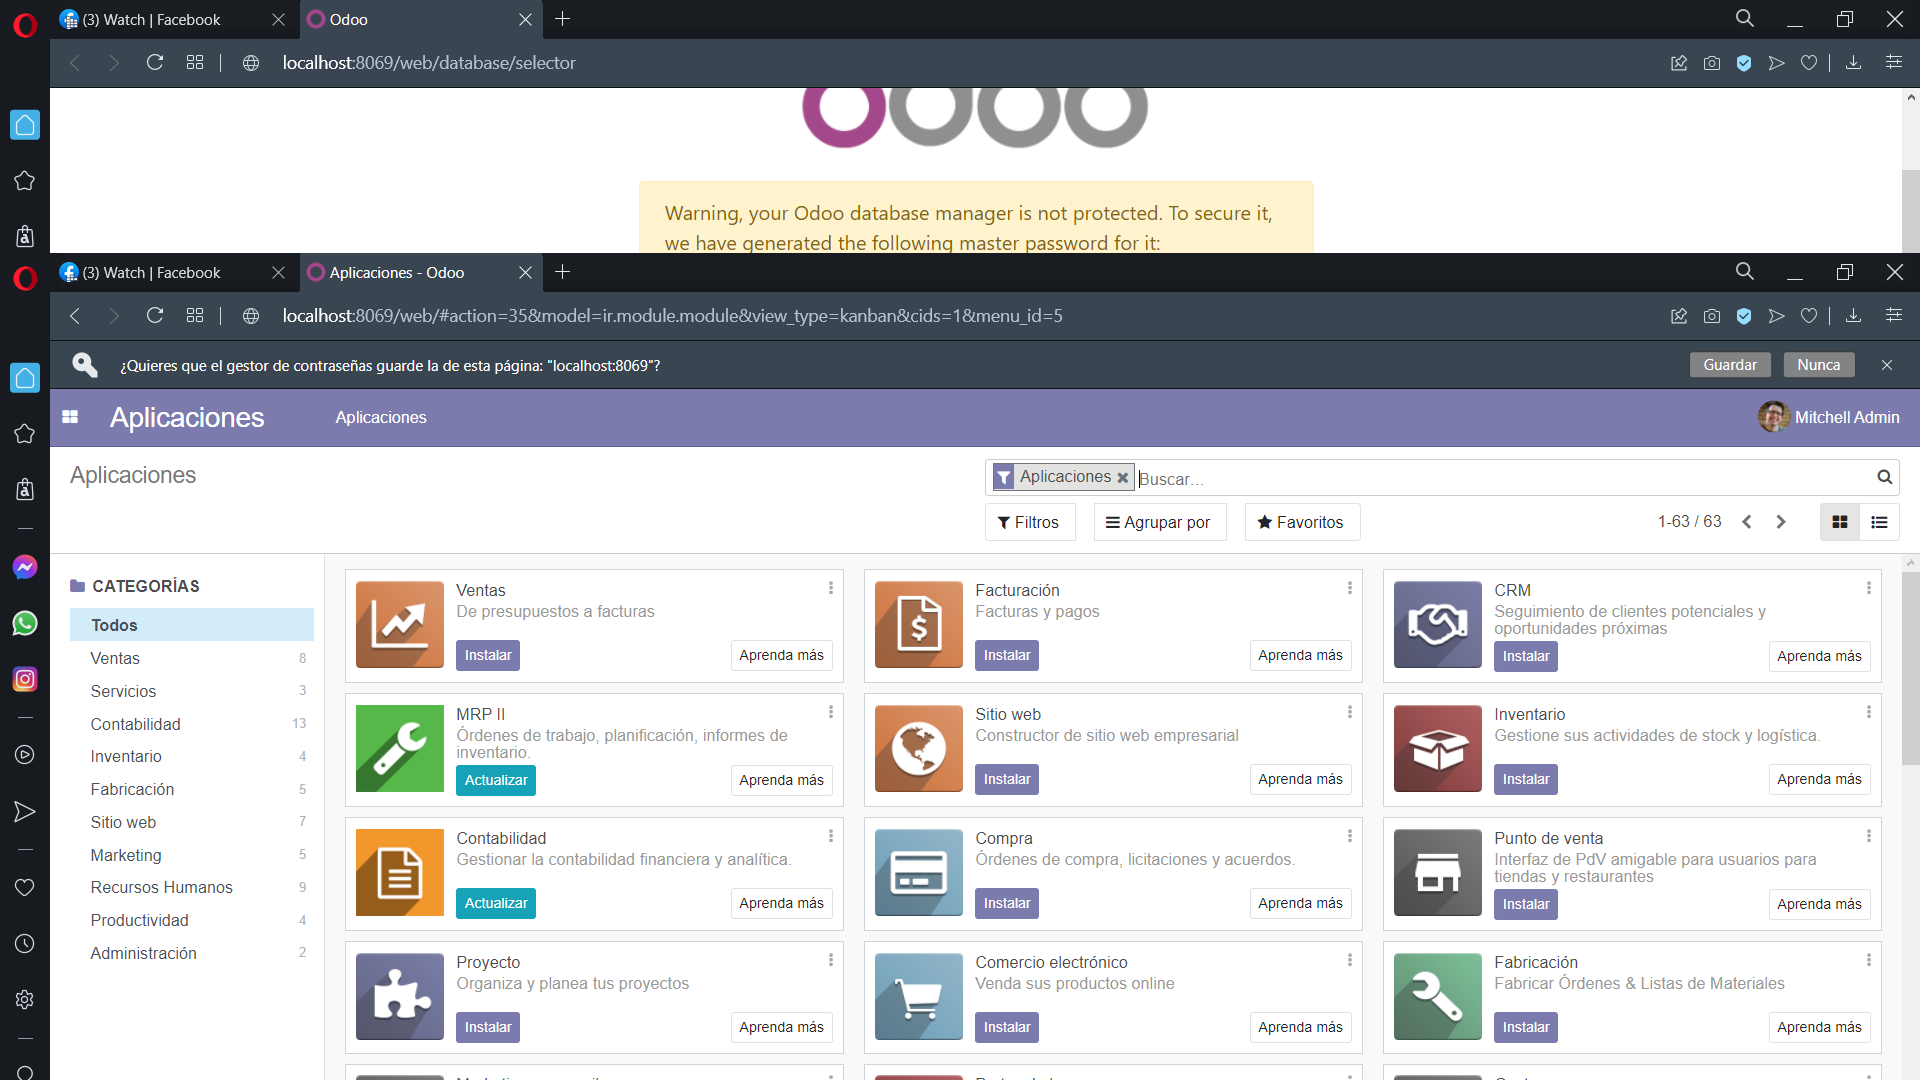 (3) Watch | Facebook
Odoo
localhost:8069/web/database/selector
odoo
Warning, your Odoo database manager is not protected. To secure it,
we have generated the following master password for it:
(3) Watch | Facebook
Aplicaciones - Odoo
localhost:8069/web/#action=35&model=ir.module.module&view_type=kanban&cids=1&menu_id=5
¿Quieres que el gestor de contraseñas guarde la de esta página: "localhost:8069"?
Guardar
Nunca
Aplicaciones
Aplicaciones
Mitchell Admin
Aplicaciones
Aplicaciones
Buscar...
Filtros
Agrupar por
Favoritos
1-63 / 63
CATEGORÍAS
Todos
Ventas 8
Servicios 3
Contabilidad 13
Inventario 4
Fabricación 5
Sitio web 7
Marketing 5
Recursos Humanos 9
Productividad 4
Administración 2
Ventas
De presupuestos a facturas
Instalar
Aprenda más
Facturación
Facturas y pagos
Instalar
Aprenda más
CRM
Seguimiento de clientes potenciales y
oportunidades próximas
Instalar
Aprenda más
MRP II
Órdenes de trabajo, planificación, informes de
inventario.
Actualizar
Aprenda más
Sitio web
Constructor de sitio web empresarial
Instalar
Aprenda más
Inventario
Gestione sus actividades de stock y logística.
Instalar
Aprenda más
Contabilidad
Gestionar la contabilidad financiera y analítica.
Actualizar
Aprenda más
Compra
Órdenes de compra, licitaciones y acuerdos.
Instalar
Aprenda más
Punto de venta
Interfaz de PdV amigable para usuarios para
tiendas y restaurantes
Instalar
Aprenda más
Proyecto
Organiza y planea tus proyectos
Instalar
Aprenda más
Comercio electrónico
Venda sus productos online
Instalar
Aprenda más
Fabricación
Fabricar Órdenes & Listas de Materiales
Instalar
Aprenda más